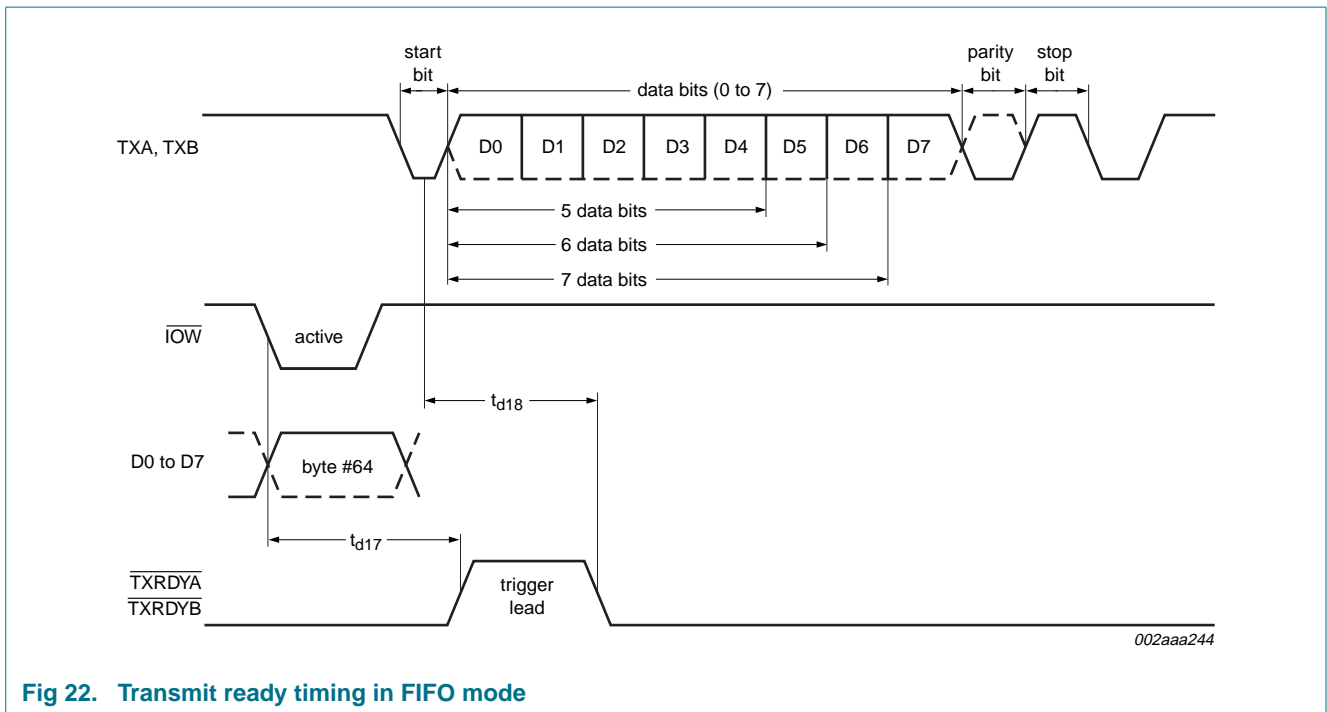 start
bit
parity
bit
stop
bit
data bits (0 to 7)
TXA, TXB
D0 D1 D2 D3 D4 D5 D6 D7
5 data bits
6 data bits
7 data bits
IOW
active
td18
D0 to D7
byte #64
td17
TXRDYA
TXRDYB
trigger
lead
002aaa244
Fig 22. Transmit ready timing in FIFO mode